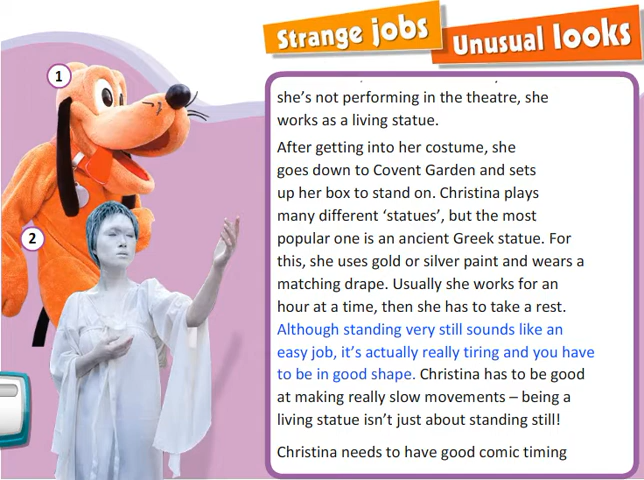 Strange jobs
Unusual looks
1
she's not performing in the theatre, she
works as a living statue.
After getting into her costume, she
goes down to Covent Garden and sets
up her box to stand on. Christina plays
many different ‘statues’, but the most
popular one is an ancient Greek statue. For
this, she uses gold or silver paint and wears a
matching drape. Usually she works for an
hour at a time, then she has to take a rest.
Although standing very still sounds like an
easy job, it's actually really tiring and you have
to be in good shape. Christina has to be good
at making really slow movements – being a
living statue isn't just about standing still!
Christina needs to have good comic timing
2